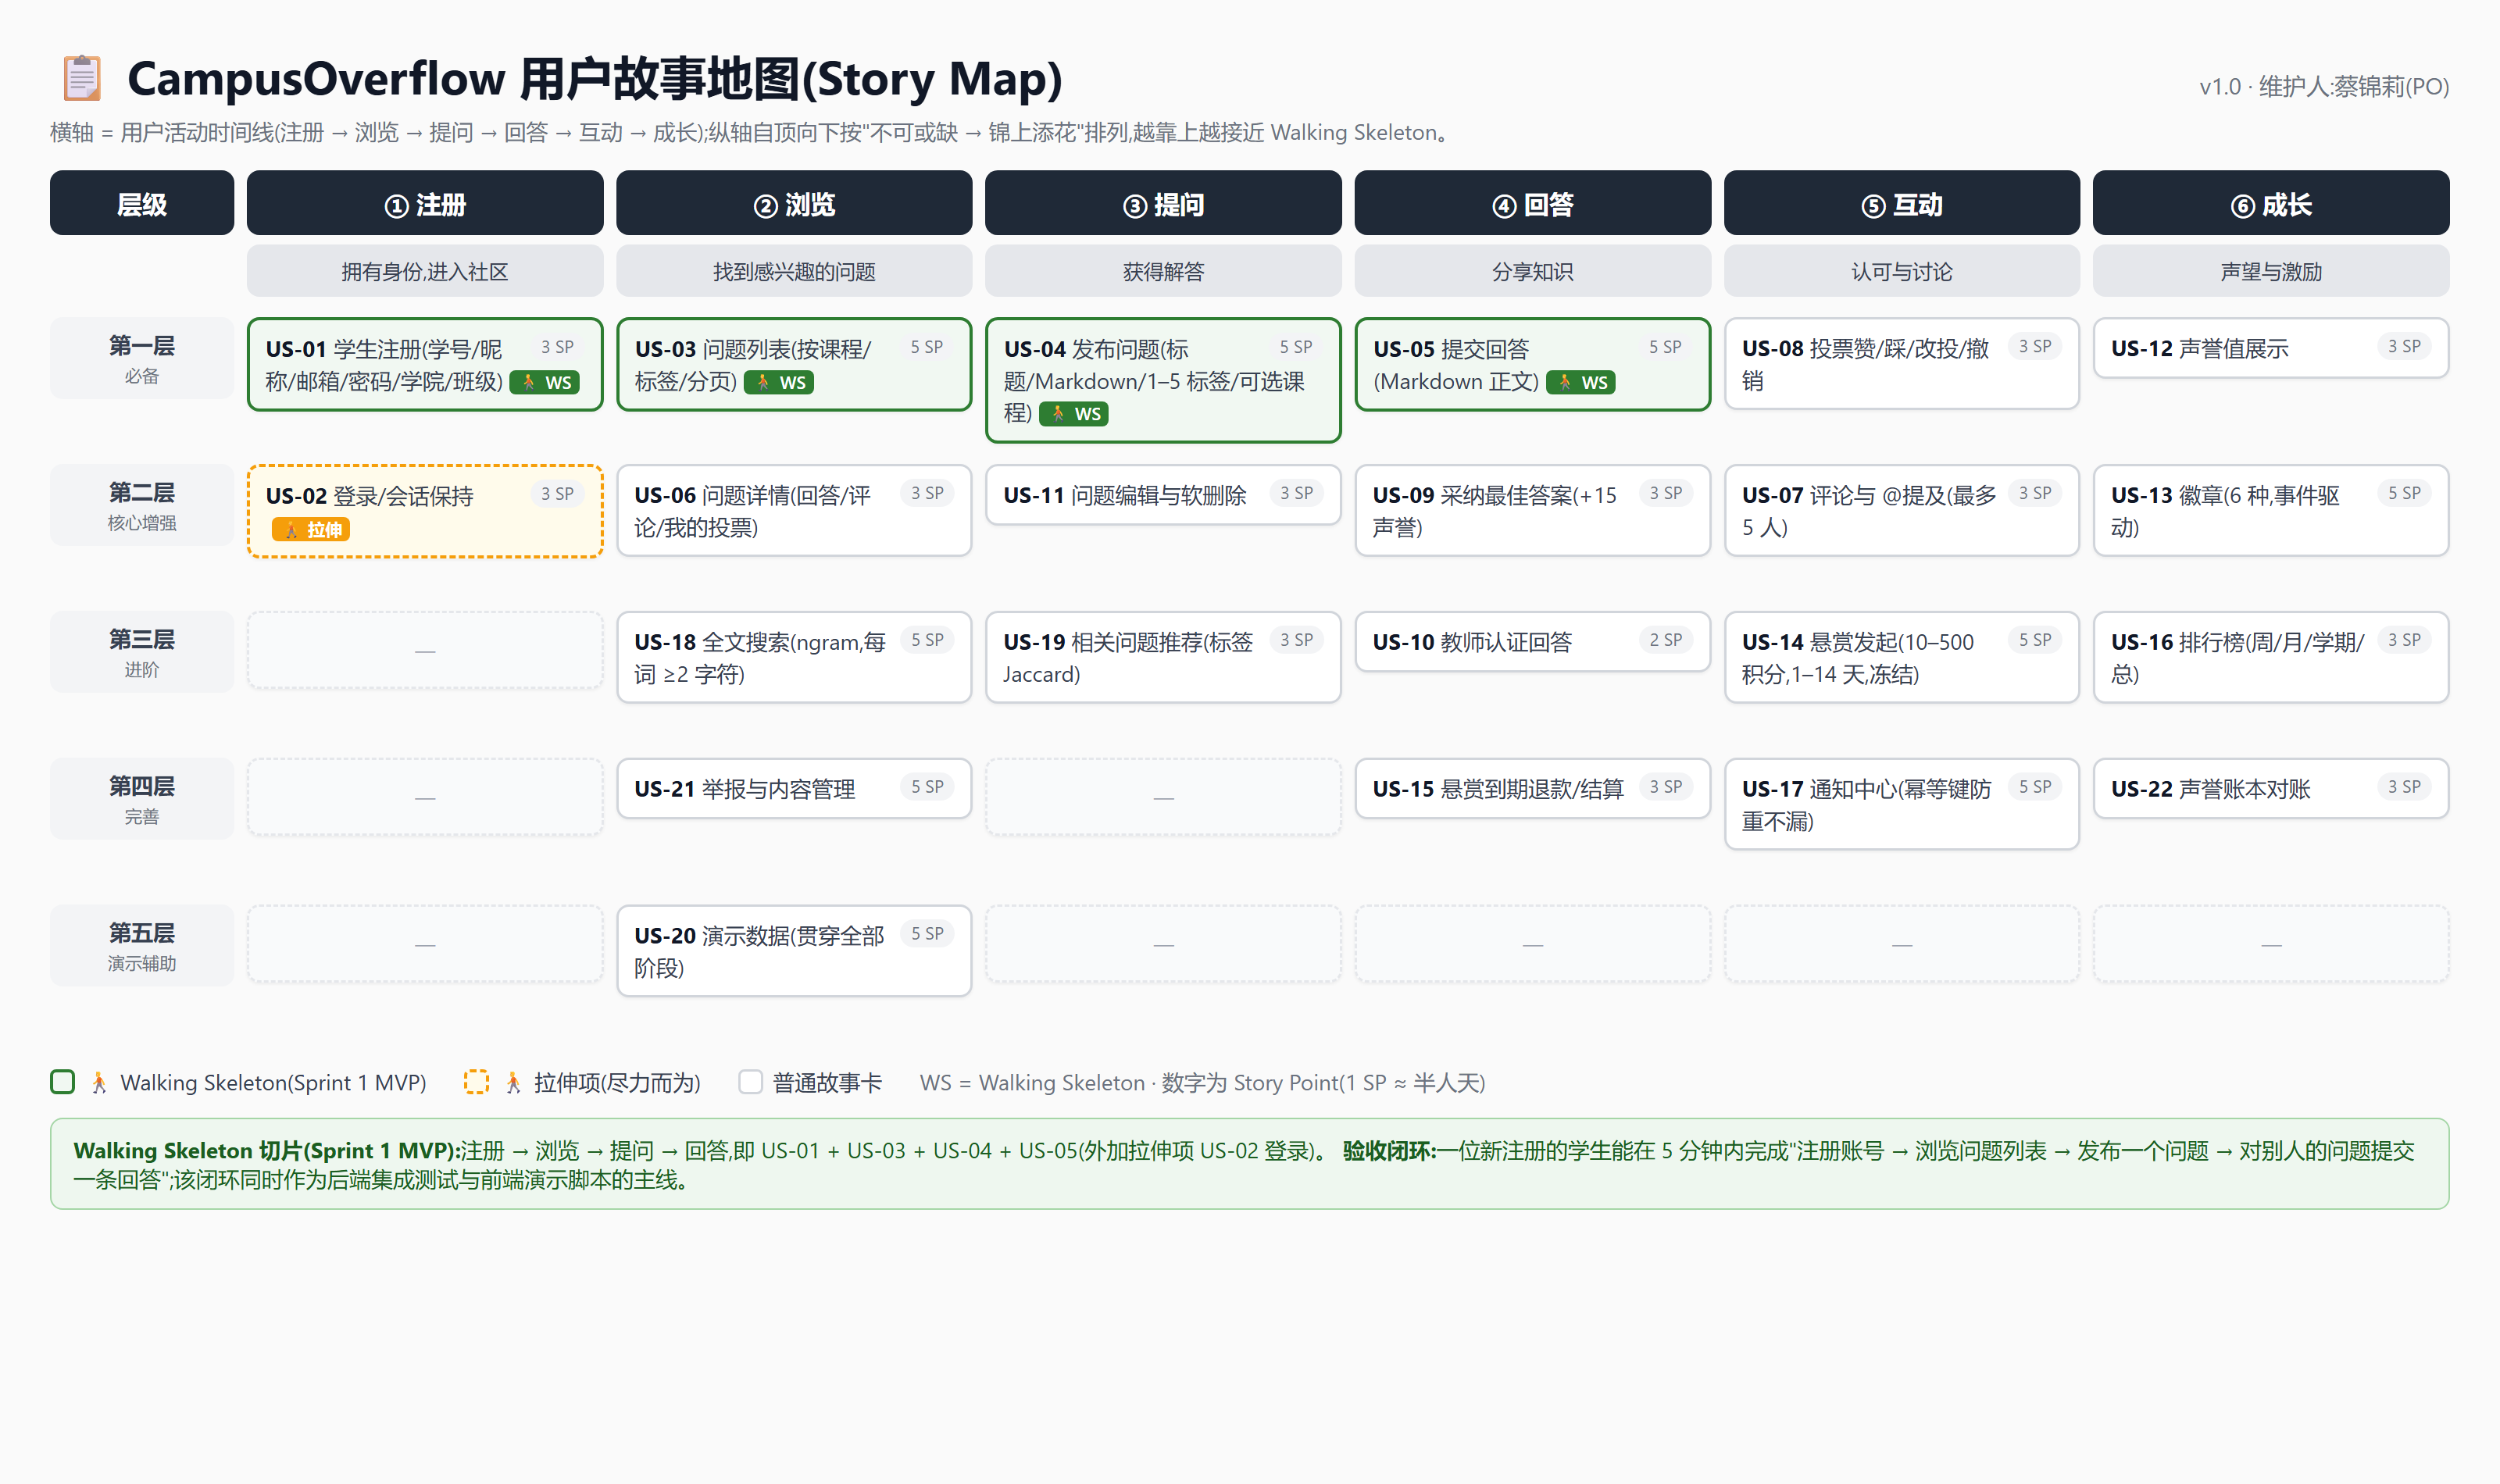 CampusOverflow 用户故事地图(Story Map)
v1.0 · 维护人:蔡锦莉(PO)
横轴 = 用户活动时间线(注册 → 浏览 → 提问 → 回答 → 互动 → 成长);纵轴自顶向下按"不可或缺 → 锦上添花"排列,越靠上越接近 Walking Skeleton。
层级
① 注册
② 浏览
③ 提问
④ 回答
⑤ 互动
⑥ 成长
拥有身份,进入社区
找到感兴趣的问题
获得解答
分享知识
认可与讨论
声望与激励
第一层
必备
US-01 学生注册(学号/昵
称/邮箱/密码/学院/班级) WS
3 SP
US-03 问题列表(按课程/
标签/分页) WS
5 SP
US-04 发布问题(标
题/Markdown/1–5 标签/可选课
程) WS
5 SP
US-05 提交回答
(Markdown 正文) WS
5 SP
US-08 投票赞/踩/改投/撤
销
3 SP
US-12 声誉值展示
3 SP
第二层
核心增强
US-02 登录/会话保持
拉伸
3 SP
US-06 问题详情(回答/评
论/我的投票)
3 SP
US-11 问题编辑与软删除
3 SP
US-09 采纳最佳答案(+15
声誉)
3 SP
US-07 评论与 @提及(最多
5 人)
3 SP
US-13 徽章(6 种,事件驱
动)
5 SP
第三层
进阶
—
US-18 全文搜索(ngram,每
词 ≥2 字符)
5 SP
US-19 相关问题推荐(标签
Jaccard)
3 SP
US-10 教师认证回答
2 SP
US-14 悬赏发起(10–500
积分,1–14 天,冻结)
5 SP
US-16 排行榜(周/月/学期/
总)
3 SP
第四层
完善
—
US-21 举报与内容管理
5 SP
—
US-15 悬赏到期退款/结算
3 SP
US-17 通知中心(幂等键防
重不漏)
5 SP
US-22 声誉账本对账
3 SP
第五层
演示辅助
—
US-20 演示数据(贯穿全部
阶段)
5 SP
—
—
—
—
Walking Skeleton(Sprint 1 MVP)
拉伸项(尽力而为)
普通故事卡
WS = Walking Skeleton · 数字为 Story Point(1 SP ≈ 半人天)
Walking Skeleton 切片(Sprint 1 MVP):注册 → 浏览 → 提问 → 回答,即 US-01 + US-03 + US-04 + US-05(外加拉伸项 US-02 登录)。 验收闭环:一位新注册的学生能在 5 分钟内完成"注册账号 → 浏览问题列表 → 发布一个问题 → 对别人的问题提交
一条回答";该闭环同时作为后端集成测试与前端演示脚本的主线。